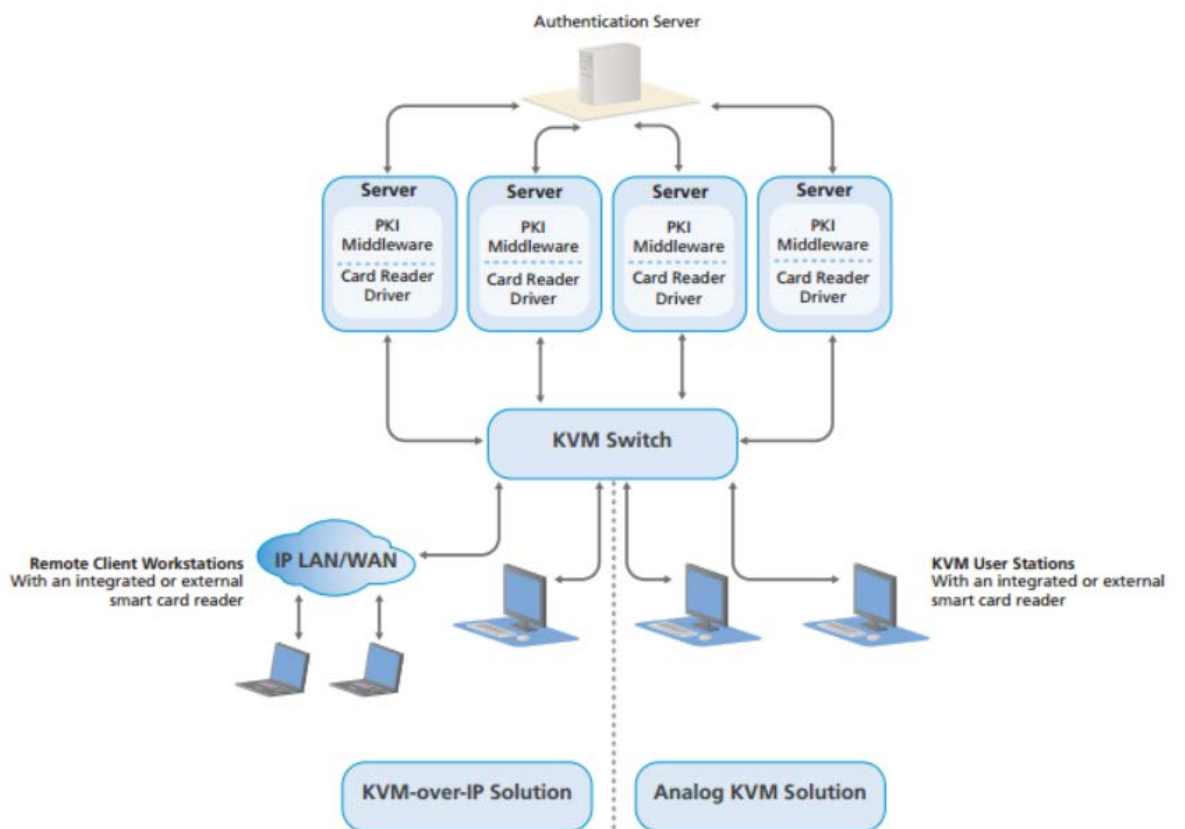 Authentication Server
Server
PKI
Middleware
Card Reader
Driver
Server
PKI
Middleware
Card Reader
Driver
Server
PKI
Middleware
Card Reader
Driver
Server
PKI
Middleware
Card Reader
Driver
KVM Switch
Remote Client Workstations
With an integrated or external
smart card reader
IP LAN/WAN
KVM User Stations
With an integrated or external
smart card reader
KVM-over-IP Solution
Analog KVM Solution